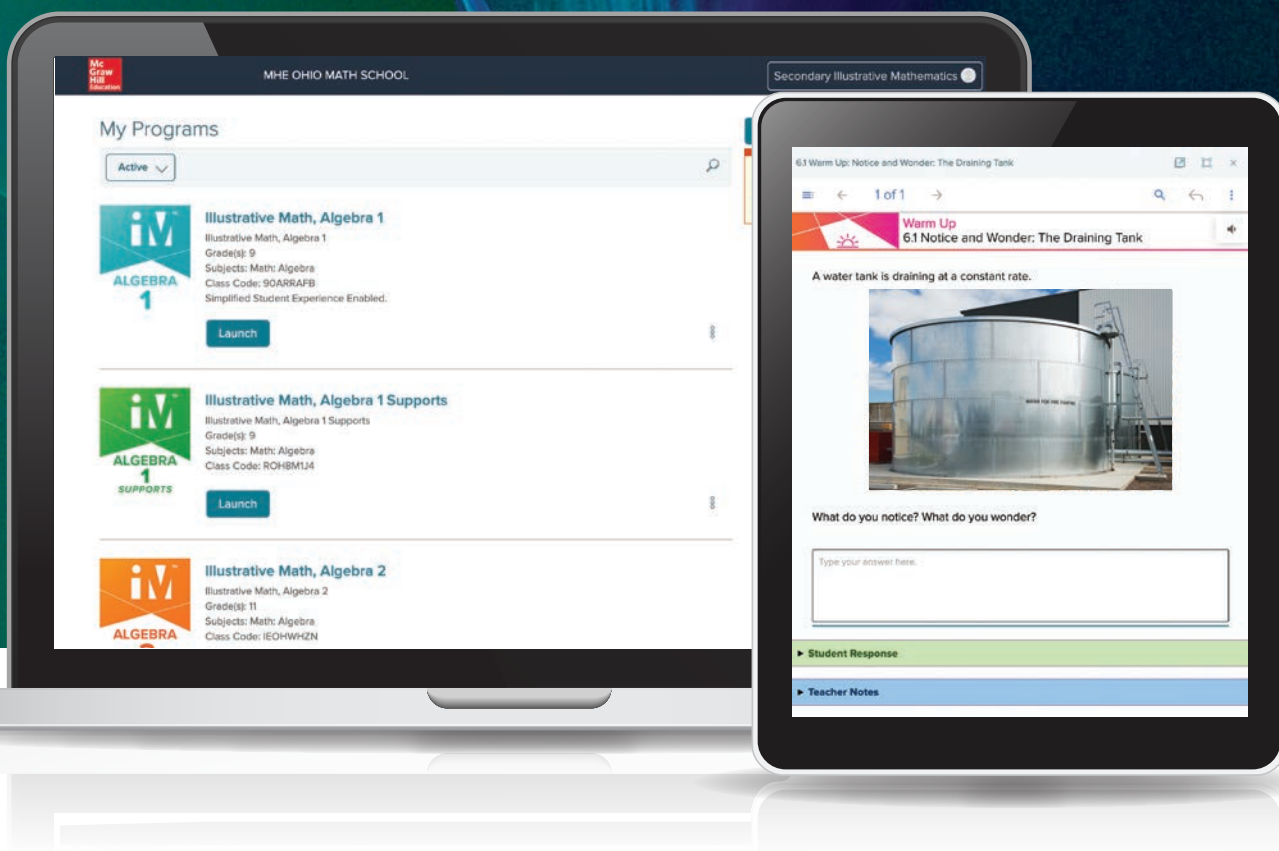 Mc
Graw
Hill
Education
MHE OHIO MATH SCHOOL
Secondary Illustrative Mathematics
My Programs
Active
iM
ALGEBRA
1
Illustrative Math, Algebra 1
Illustrative Math, Algebra 1
Grade(s): 9
Subjects: Math: Algebra
Class Code: 90ARRAFB
Simplified Student Experience Enabled.
Launch
iM
ALGEBRA
1
SUPPORTS
Illustrative Math, Algebra 1 Supports
Illustrative Math, Algebra 1 Supports
Grade(s): 9
Subjects: Math: Algebra
Class Code: ROHBM1J4
Launch
iM
ALGEBRA
Illustrative Math, Algebra 2
Illustrative Math, Algebra 2
Grade(s): 11
Subjects: Math: Algebra
Class Code: IEOHWHZN
6.1 Warm Up: Notice and Wonder: The Draining Tank
1 of 1
Warm Up
6.1 Notice and Wonder: The Draining Tank
A water tank is draining at a constant rate.
WATER FOR FIRE FIGHTING
What do you notice? What do you wonder?
Type your answer here.
Student Response
Teacher Notes